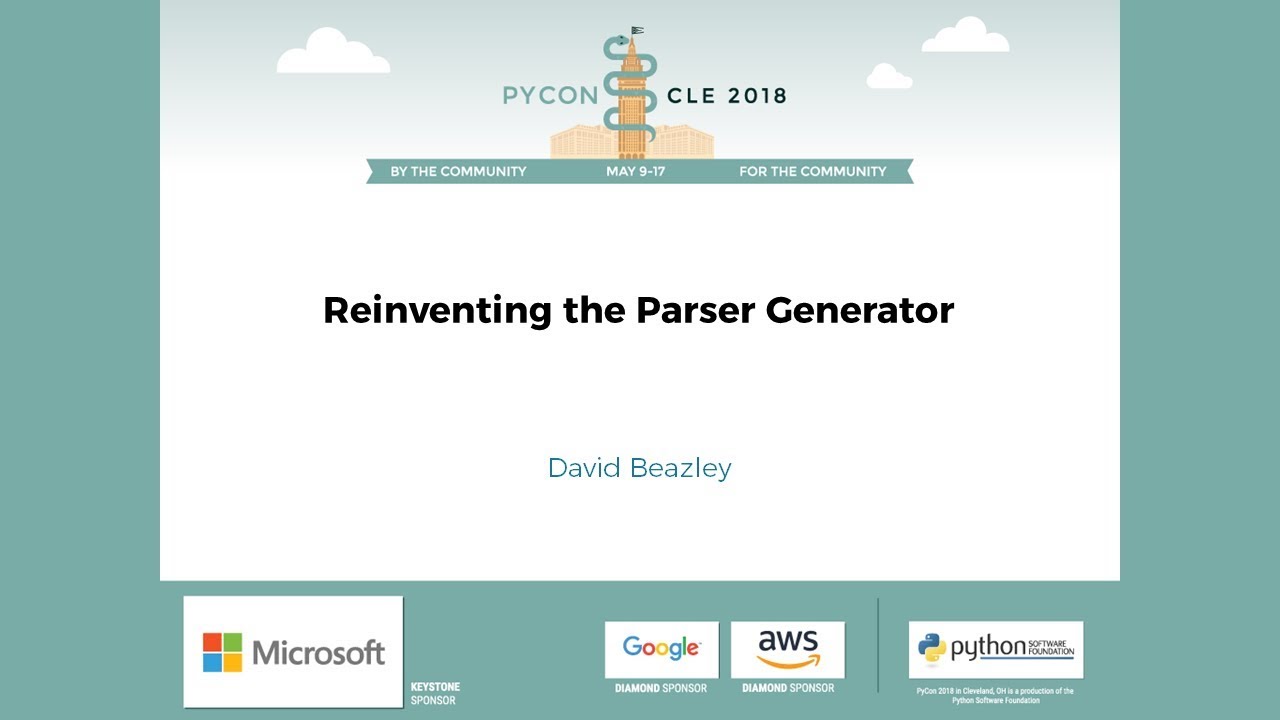 PYCON CLE 2018
BY THE COMMUNITY MAY 9-17 FOR THE COMMUNITY
Reinventing the Parser Generator
David Beazley
Microsoft
KEYSTONE
SPONSOR
Google
DIAMOND SPONSOR
aws
DIAMOND SPONSOR
python SOFTWARE
FOUNDATION
PyCon 2018 in Cleveland, OH is a production of the
Python Software Foundation